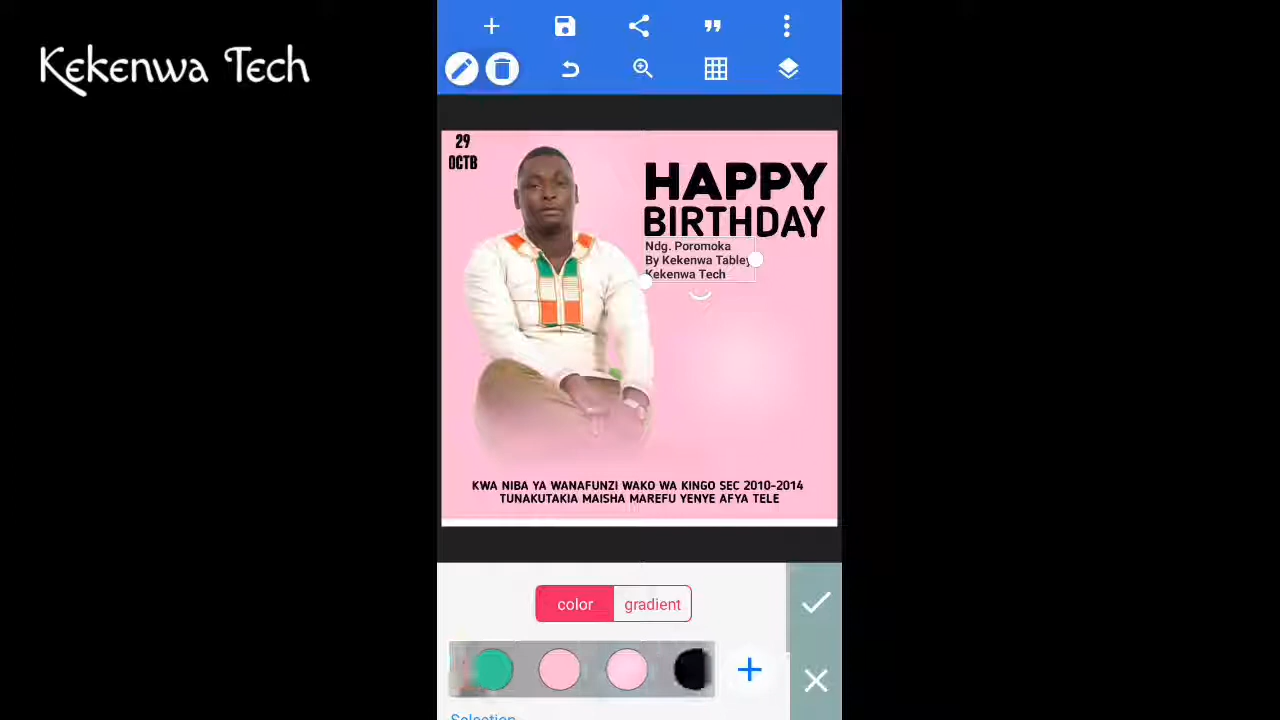 Kekenwa Tech
29
OCTB
HAPPY
BIRTHDAY
Ndg. Poromoka
By Kekenwa Tabley
Kekenwa Tech
KWA NIBA YA WANAFUNZI WAKO WA KINGO SEC 2010-2014
TUNAKUTAKIA MAISHA MAREFU YENYE AFYA TELE
color
gradient
Selection